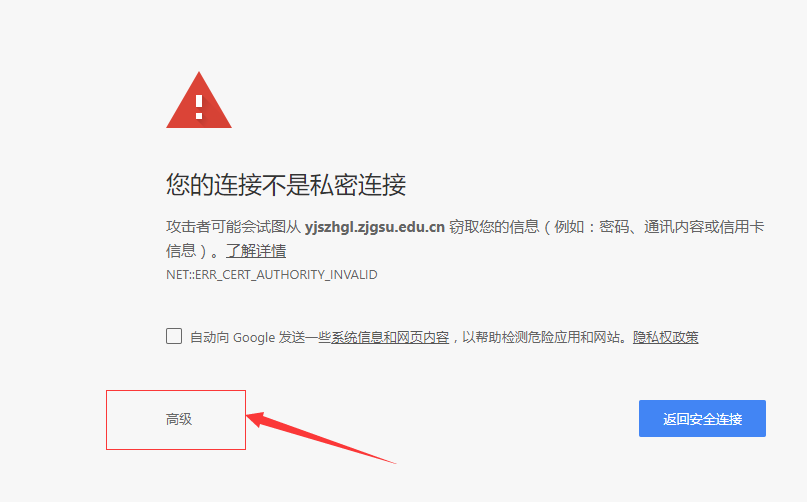 您的连接不是私密连接
攻击者可能会试图从 yjszhgl.zjgsu.edu.cn 窃取您的信息（例如：密码、通讯内容或信用卡
信息）。了解详情
NET::ERR_CERT_AUTHORITY_INVALID
自动向 Google 发送一些系统信息和网页内容，以帮助检测危险应用和网站。隐私权政策
高级
返回安全连接